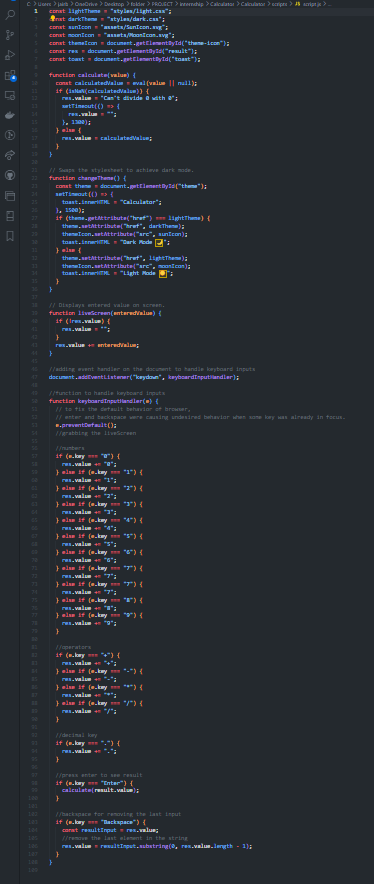 C: > Users > jakti > OneDrive > Desktop > folder > PROJECT > Internship > Calculator > Calculator > scripts > JS script.js > ...
const lightTheme = "styles/light.css";
const darkTheme = "styles/dark.css";
const sunIcon = "assets/SunIcon.svg";
const moonIcon = "assets/MoonIcon.svg";
const themeIcon = document.getElementById("theme-icon");
const res = document.getElementById("result");
const toast = document.getElementById("toast");
function calculate(value) {
const calculatedValue = eval(value || null);
if (isNaN(calculatedValue)) {
res.value = "Can't divide 0 with 0";
setTimeout(() => {
res.value = "";
}, 1300);
} else {
res.value = calculatedValue;
}
}
// Swaps the stylesheet to achieve dark mode.
function changeTheme() {
const theme = document.getElementById("theme");
setTimeout(() => {
toast.innerHTML = "Calculator";
}, 1500);
if (theme.getAttribute("href") === lightTheme) {
theme.setAttribute("href", darkTheme);
themeIcon.setAttribute("src", sunIcon);
toast.innerHTML = "Dark Mode 🌙";
} else {
theme.setAttribute("href", lightTheme);
themeIcon.setAttribute("src", moonIcon);
toast.innerHTML = "Light Mode ☀️";
}
}
// Displays entered value on screen.
function liveScreen(enteredValue) {
if (!res.value) {
res.value = "";
}
res.value += enteredValue;
}
//adding event handler on the document to handle keyboard inputs
document.addEventListener("keydown", keyboardInputHandler);
//function to handle keyboard inputs
function keyboardInputHandler(e) {
// to fix the default behavior of browser,
// enter and backspace were causing undesired behavior when some key was already in focus.
e.preventDefault();
//grabbing the liveScreen
//numbers
if (e.key === "0") {
res.value += "0";
} else if (e.key === "1") {
res.value += "1";
} else if (e.key === "2") {
res.value += "2";
} else if (e.key === "3") {
res.value += "3";
} else if (e.key === "4") {
res.value += "4";
} else if (e.key === "5") {
res.value += "5";
} else if (e.key === "6") {
res.value += "6";
} else if (e.key === "7") {
res.value += "7";
} else if (e.key === "7") {
res.value += "7";
} else if (e.key === "8") {
res.value += "8";
} else if (e.key === "9") {
res.value += "9";
}
//operators
if (e.key === "+") {
res.value += "+";
} else if (e.key === "-") {
res.value += "-";
} else if (e.key === "*") {
res.value += "*";
} else if (e.key === "/") {
res.value += "/";
}
//decimal key
if (e.key === ".") {
res.value += ".";
}
//press enter to see result
if (e.key === "Enter") {
calculate(result.value);
}
//backspace for removing the last input
if (e.key === "Backspace") {
const resultInput = res.value;
//remove the last element in the string
res.value = resultInput.substring(0, res.value.length - 1);
}
}